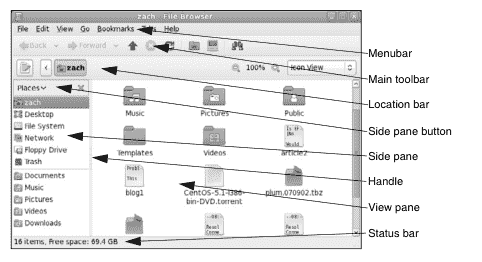 zach - File Browser
File Edit View Go Bookmarks Tabs Help
Menubar
Back Forward
Main toolbar
zach 100% Icon View
Location bar
Places
Side pane button
zach
Desktop
File System
Network
Floppy Drive
Trash
Documents
Music
Pictures
Videos
Downloads
Music Pictures Public
Templates Videos article2
Side pane
Handle
blog1 CentOS-5.1-i386-
bin-DVD.torrent plum.070902.tbz
View pane
16 items, Free space: 69.4 GB
Status bar